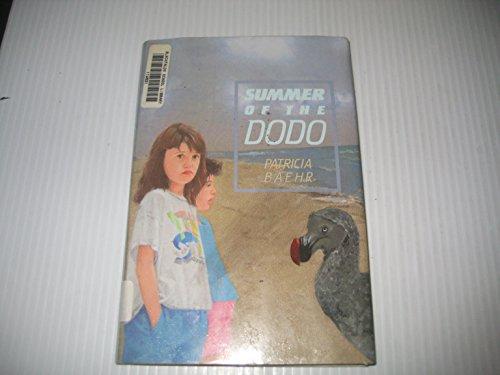 SUMMER
OF THE
DODO
PATRICIA
BAEHR